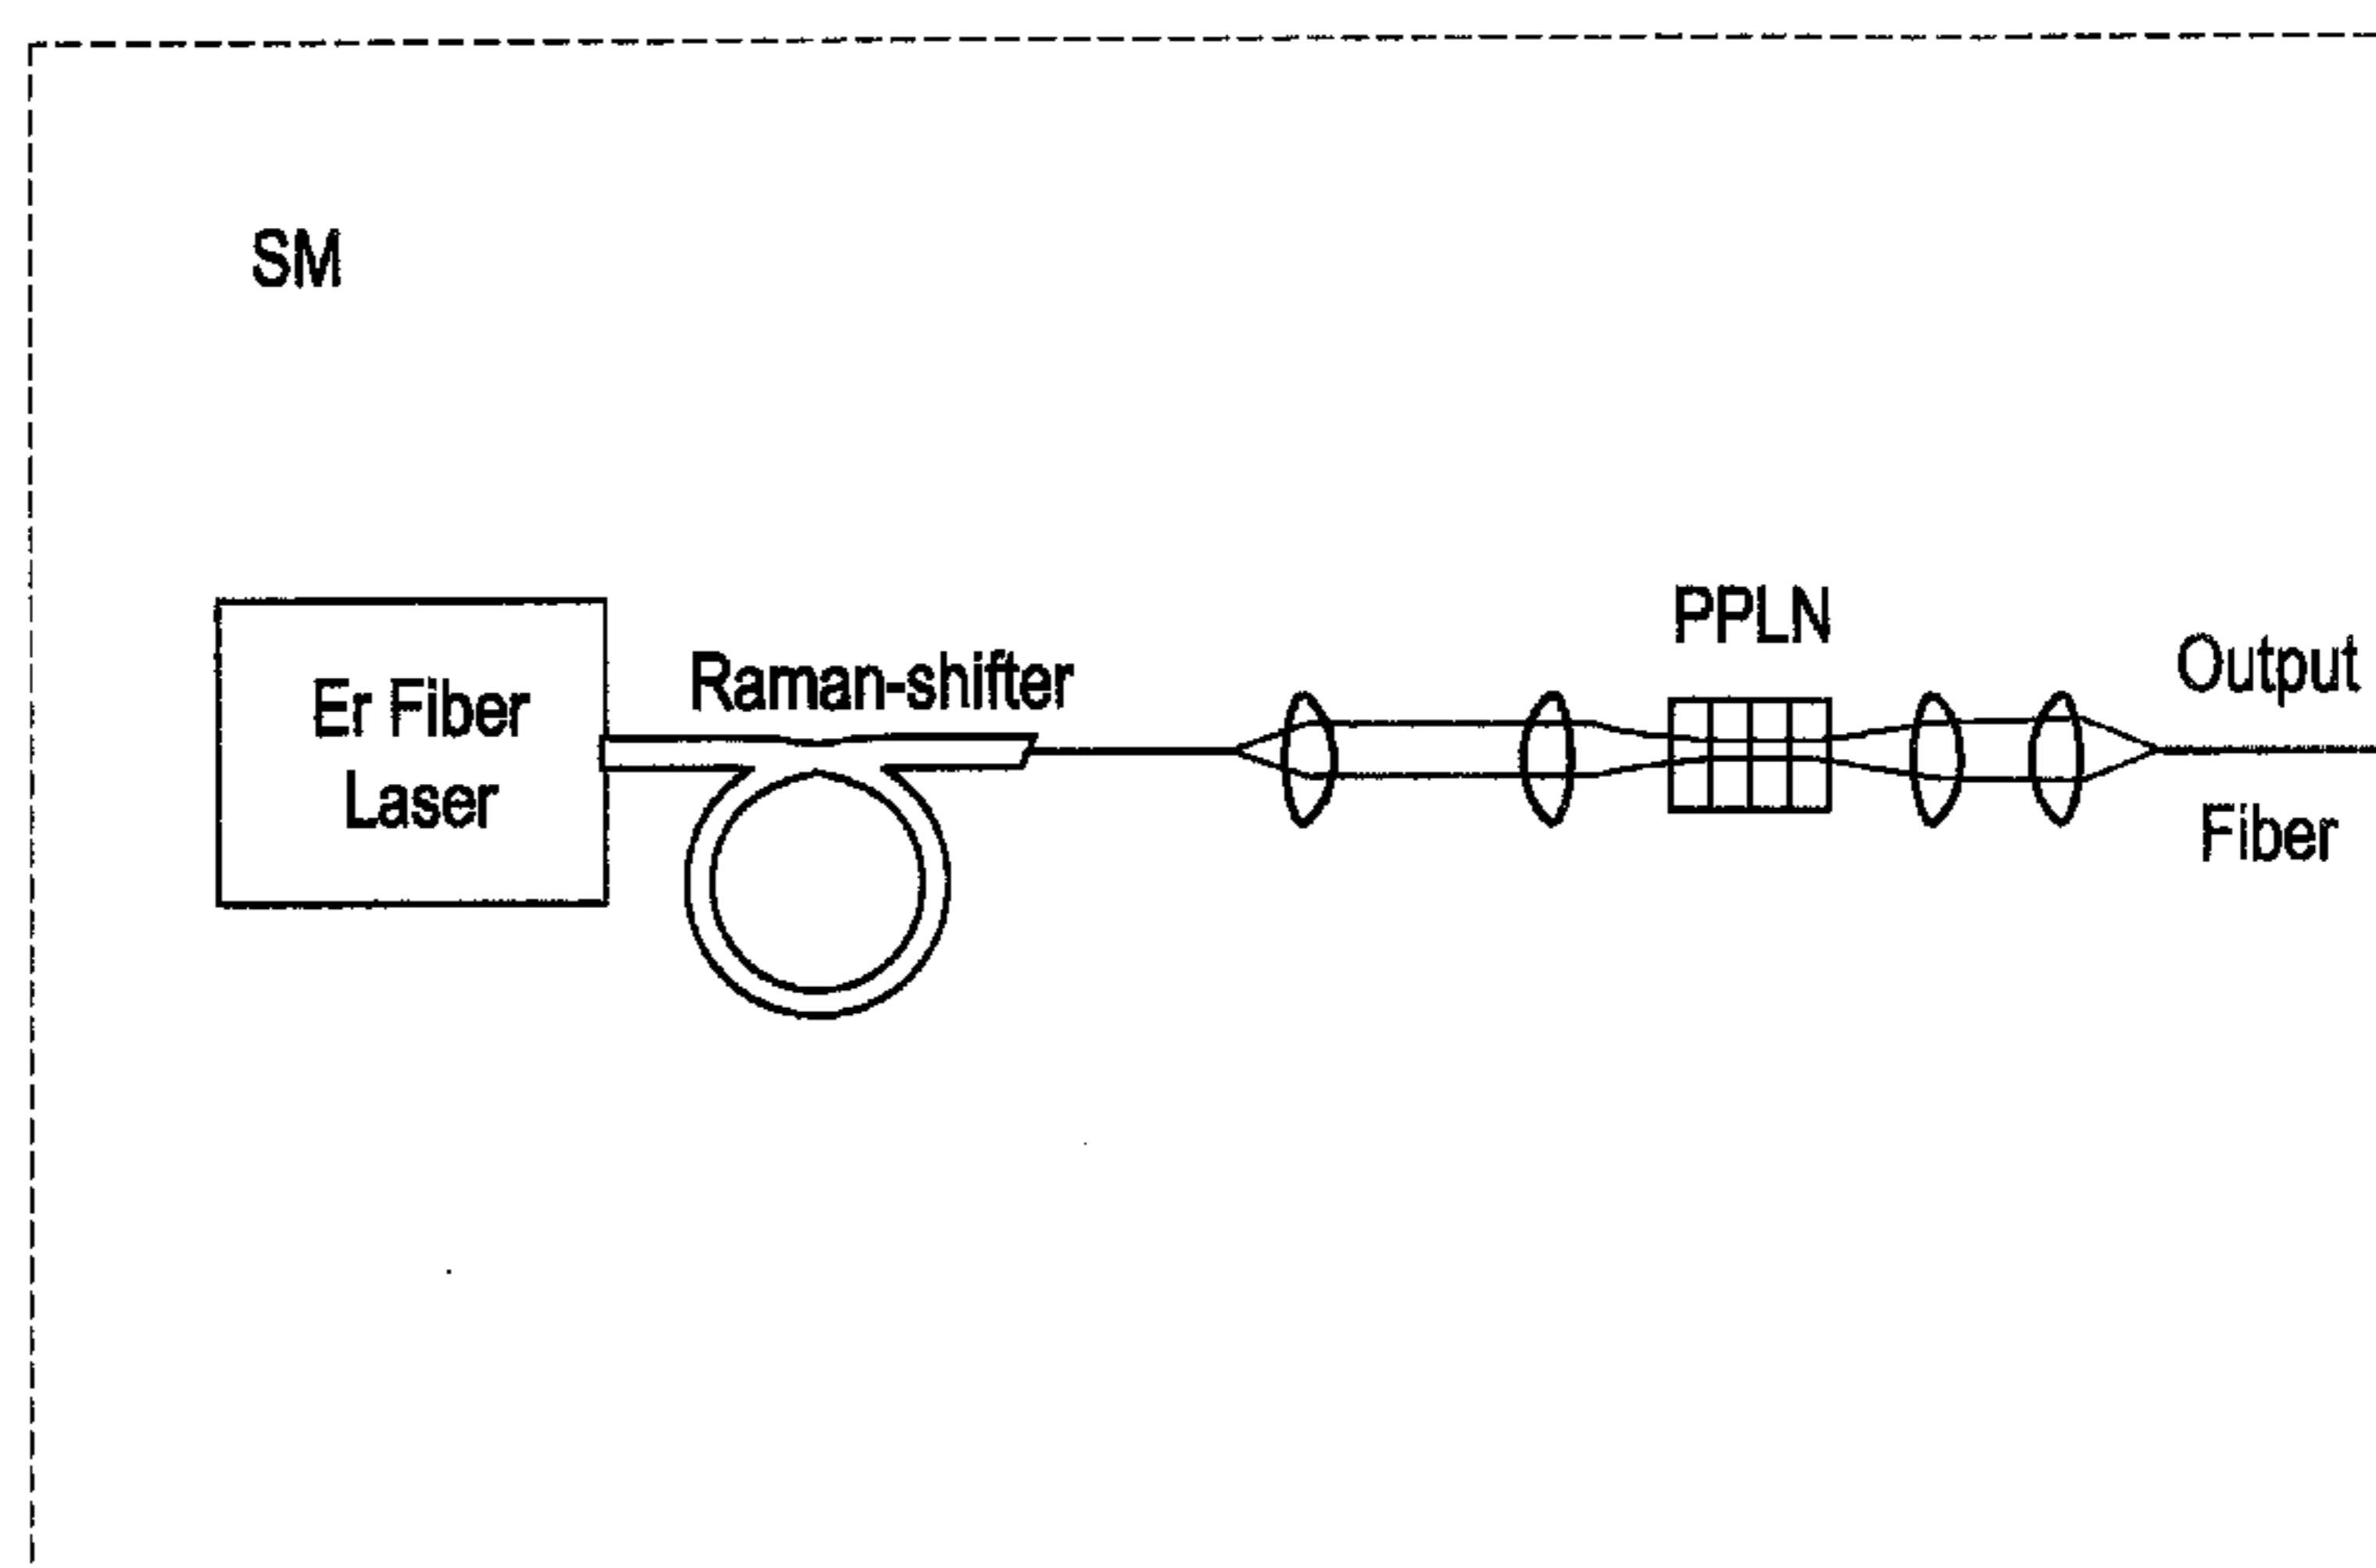 SM
Er Fiber
Laser
Raman-shifter
PPLN
Output
Fiber